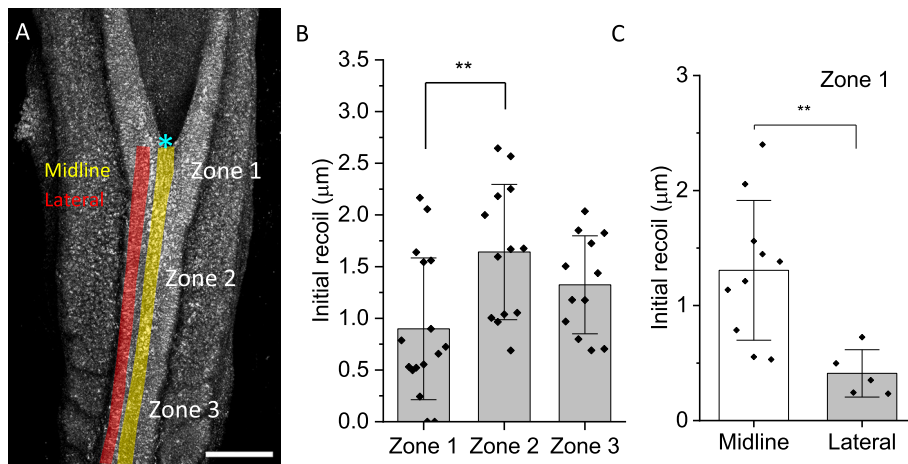 A
*
Midline
Zone 1
Lateral
Zone 2
Zone 3
B
**
Initial recoil (μm)
3.5
3.0
2.5
2.0
1.5
1.0
0.5
0.0
Zone 1 Zone 2 Zone 3
C
Zone 1
**
Initial recoil (μm)
3
2
1
0
Midline Lateral